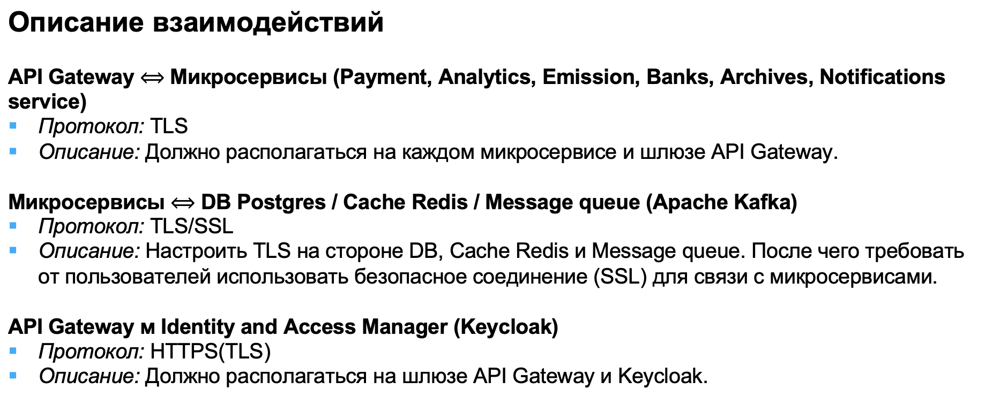 Описание взаимодействий
API Gateway ⟺ Микросервисы (Payment, Analytics, Emission, Banks, Archives, Notifications
service)
▪ Протокол: TLS
▪ Описание: Должно располагаться на каждом микросервисе и шлюзе API Gateway.
Микросервисы ⟺ DB Postgres / Cache Redis / Message queue (Apache Kafka)
▪ Протокол: TLS/SSL
▪ Описание: Настроить TLS на стороне DB, Cache Redis и Message queue. После чего требовать
от пользователей использовать безопасное соединение (SSL) для связи с микросервисами.
API Gateway м Identity and Access Manager (Keycloak)
▪ Протокол: HTTPS(TLS)
▪ Описание: Должно располагаться на шлюзе API Gateway и Keycloak.